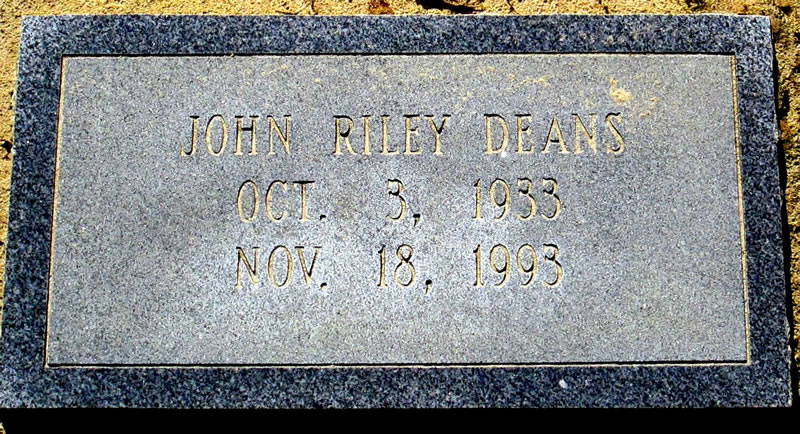 JOHN RILEY DEANS
OCT. 3, 1933
NOV. 18, 1993